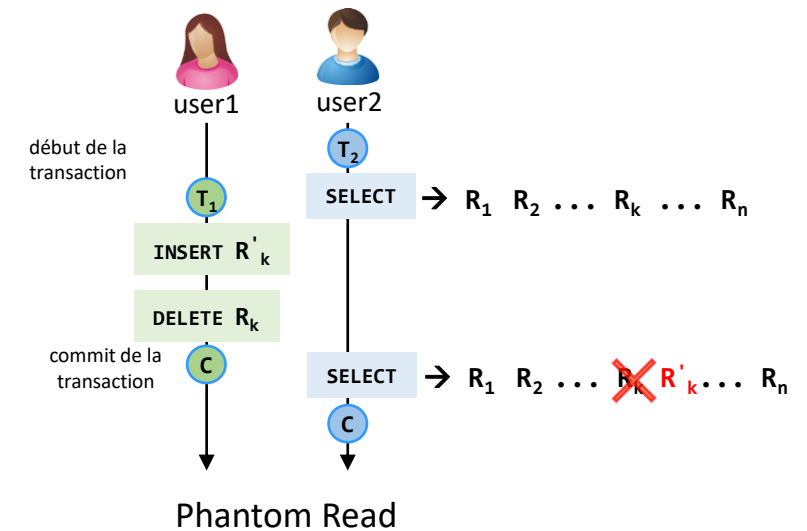 user1
user2
début de la
transaction
T₂
T₁
SELECT → R₁ R₂ ... Rₖ ... Rₙ
INSERT R'ₖ
DELETE Rₖ
commit de la
transaction
C
SELECT → R₁ R₂ ... Rₖ R'ₖ... Rₙ
C
Phantom Read